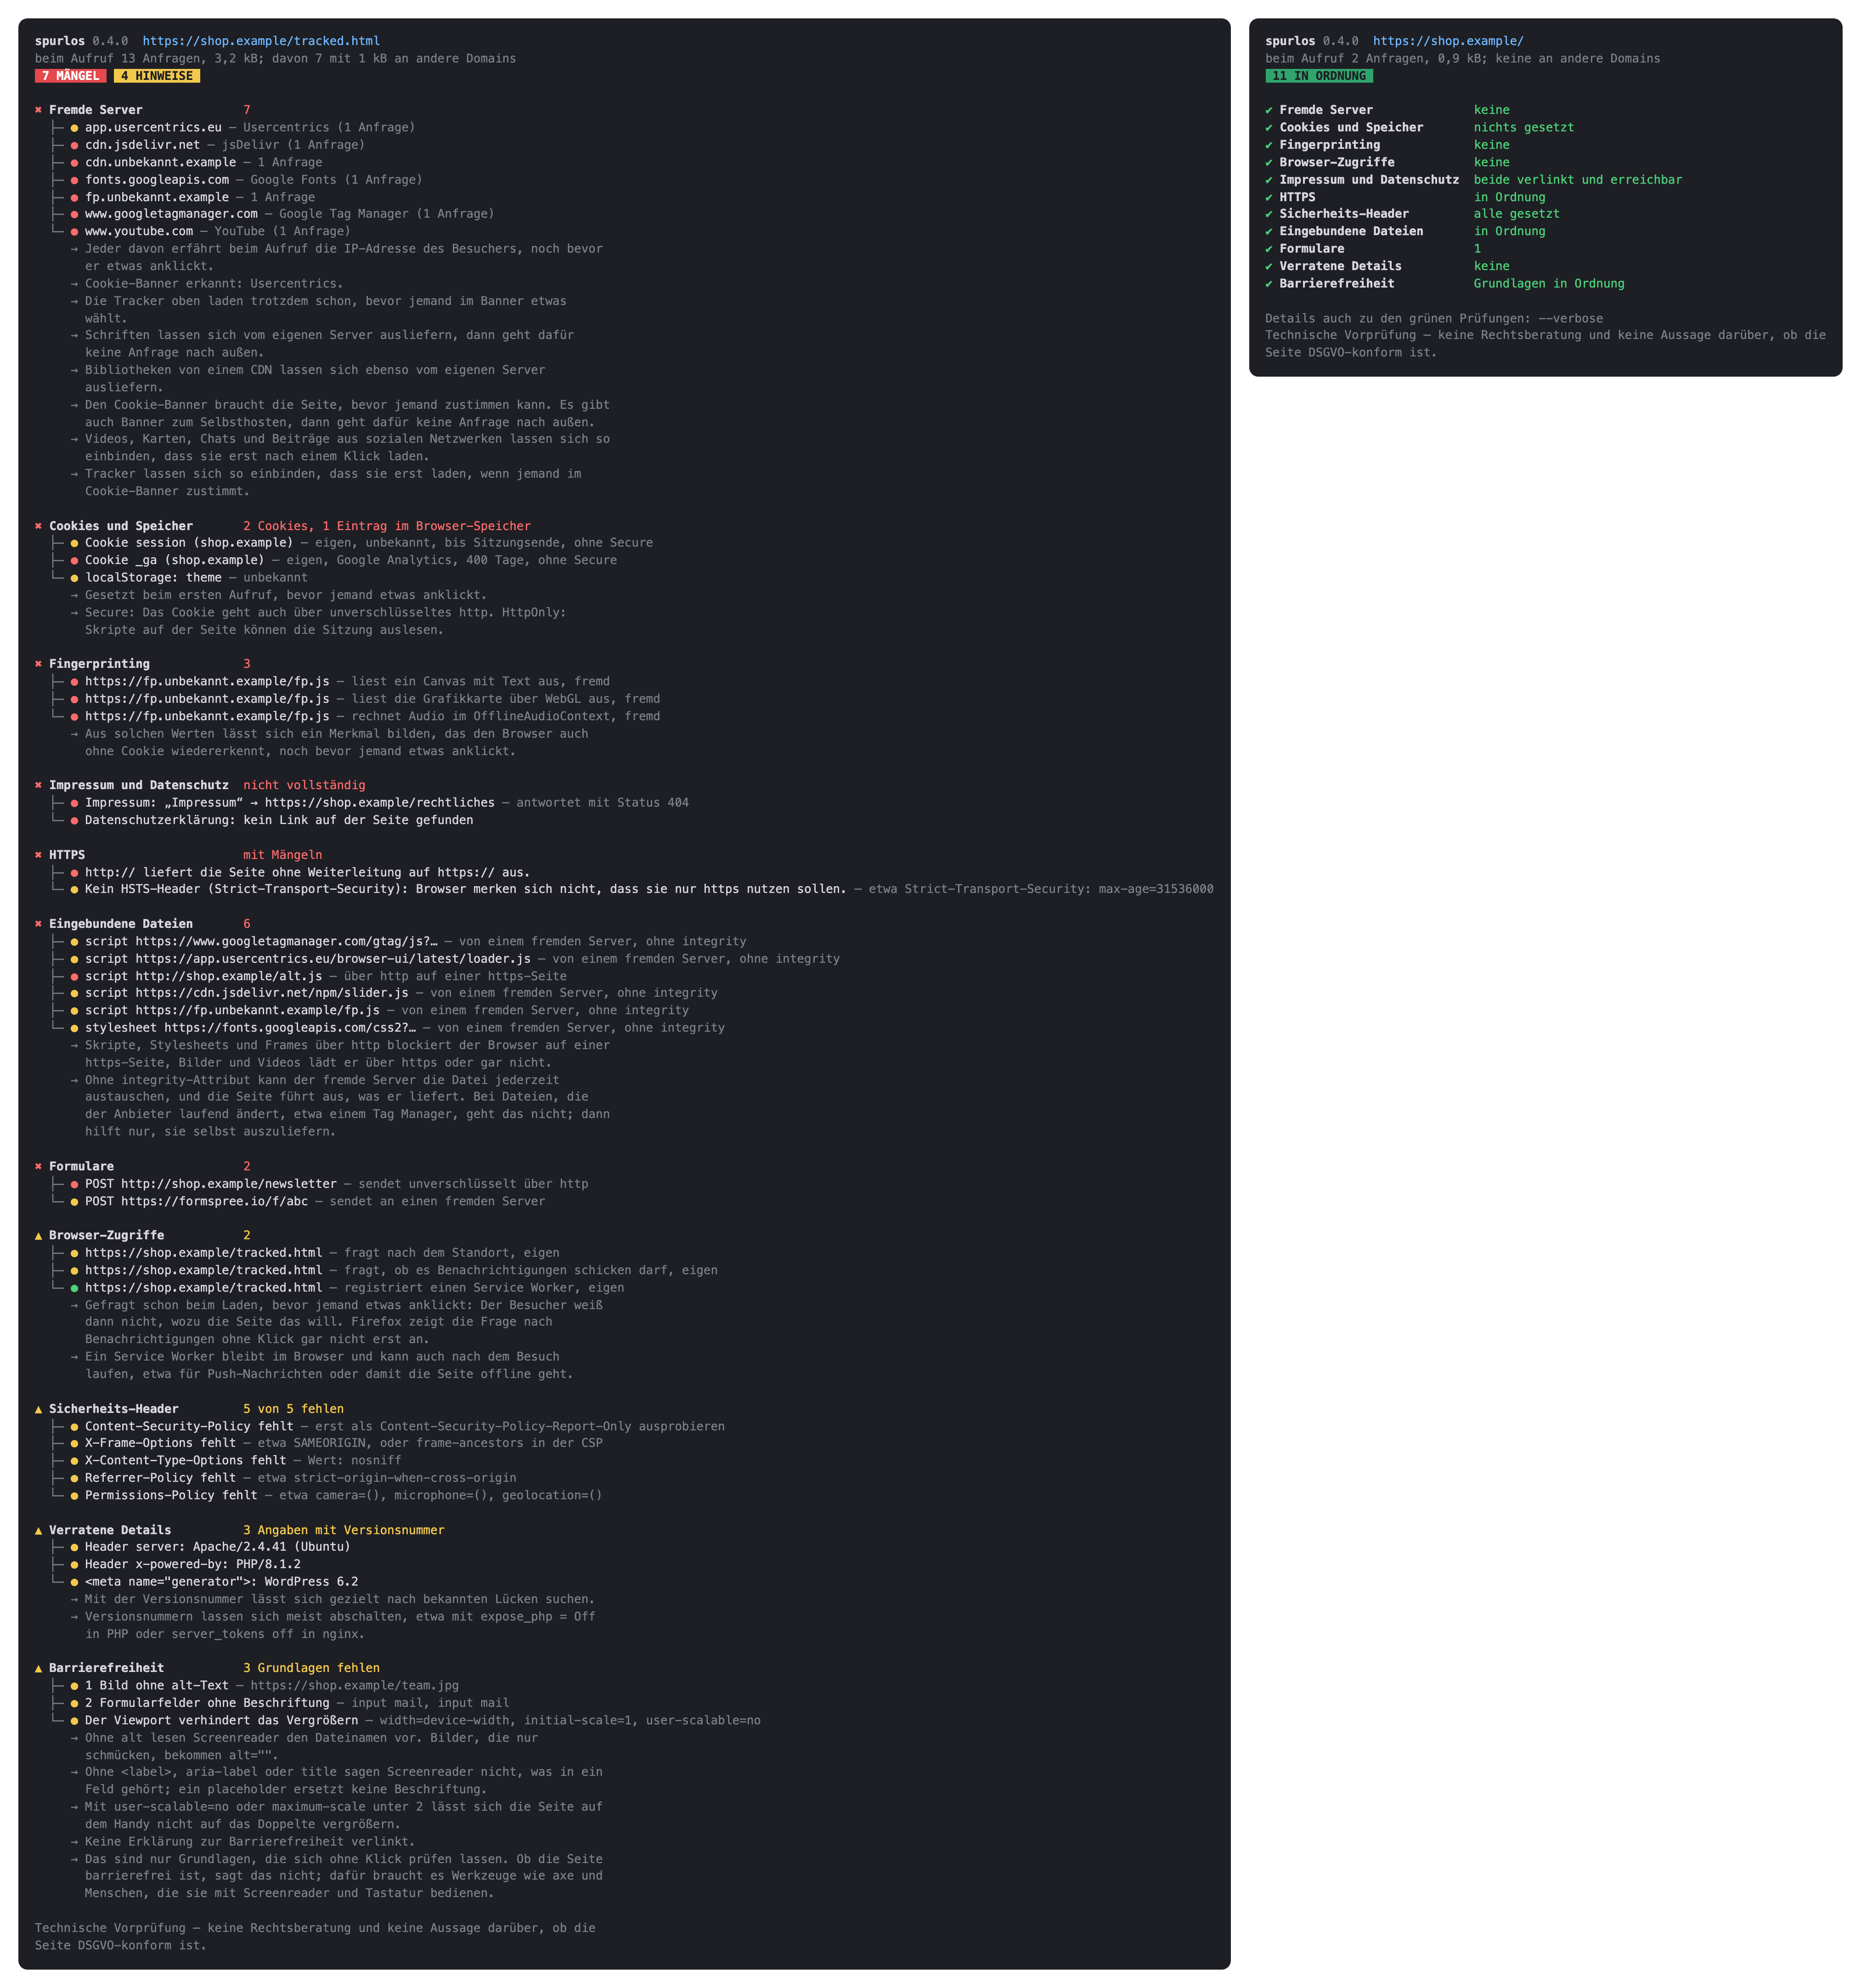 spurlos 0.4.0  https://shop.example/tracked.html
beim Aufruf 13 Anfragen, 3,2 kB; davon 7 mit 1 kB an andere Domains
7 MÄNGEL  4 HINWEISE
✖ Fremde Server  7
├─ ● app.usercentrics.eu — Usercentrics (1 Anfrage)
├─ ● cdn.jsdelivr.net — jsDelivr (1 Anfrage)
├─ ● cdn.unbekannt.example — 1 Anfrage
├─ ● fonts.googleapis.com — Google Fonts (1 Anfrage)
├─ ● fp.unbekannt.example — 1 Anfrage
├─ ● www.googletagmanager.com — Google Tag Manager (1 Anfrage)
└─ ● www.youtube.com — YouTube (1 Anfrage)
→ Jeder davon erfährt beim Aufruf die IP-Adresse des Besuchers, noch bevor
er etwas anklickt.
→ Cookie-Banner erkannt: Usercentrics.
→ Die Tracker oben laden trotzdem schon, bevor jemand im Banner etwas
wählt.
→ Schriften lassen sich vom eigenen Server ausliefern, dann geht dafür
keine Anfrage nach außen.
→ Bibliotheken von einem CDN lassen sich ebenso vom eigenen Server
ausliefern.
→ Den Cookie-Banner braucht die Seite, bevor jemand zustimmen kann. Es gibt
auch Banner zum Selbsthosten, dann geht dafür keine Anfrage nach außen.
→ Videos, Karten, Chats und Beiträge aus sozialen Netzwerken lassen sich so
einbinden, dass sie erst nach einem Klick laden.
→ Tracker lassen sich so einbinden, dass sie erst laden, wenn jemand im
Cookie-Banner zustimmt.
✖ Cookies und Speicher  2 Cookies, 1 Eintrag im Browser-Speicher
├─ ● Cookie session (shop.example) — eigen, unbekannt, bis Sitzungsende, ohne Secure
├─ ● Cookie _ga (shop.example) — eigen, Google Analytics, 400 Tage, ohne Secure
└─ ● localStorage: theme — unbekannt
→ Gesetzt beim ersten Aufruf, bevor jemand etwas anklickt.
→ Secure: Das Cookie geht auch über unverschlüsseltes http. HttpOnly:
Skripte auf der Seite können die Sitzung auslesen.
✖ Fingerprinting  3
├─ ● https://fp.unbekannt.example/fp.js — liest ein Canvas mit Text aus, fremd
├─ ● https://fp.unbekannt.example/fp.js — liest die Grafikkarte über WebGL aus, fremd
└─ ● https://fp.unbekannt.example/fp.js — rechnet Audio im OfflineAudioContext, fremd
→ Aus solchen Werten lässt sich ein Merkmal bilden, das den Browser auch
ohne Cookie wiedererkennt, noch bevor jemand etwas anklickt.
✖ Impressum und Datenschutz  nicht vollständig
├─ ● Impressum: „Impressum“ → https://shop.example/rechtliches — antwortet mit Status 404
└─ ● Datenschutzerklärung: kein Link auf der Seite gefunden
✖ HTTPS  mit Mängeln
├─ ● http:// liefert die Seite ohne Weiterleitung auf https:// aus.
└─ ● Kein HSTS-Header (Strict-Transport-Security): Browser merken sich nicht, dass sie nur https nutzen sollen. — etwa Strict-Transport-Security: max-age=31536000
✖ Eingebundene Dateien  6
├─ ● script https://www.googletagmanager.com/gtag/js?… — von einem fremden Server, ohne integrity
├─ ● script https://app.usercentrics.eu/browser-ui/latest/loader.js — von einem fremden Server, ohne integrity
├─ ● script http://shop.example/alt.js — über http auf einer https-Seite
├─ ● script https://cdn.jsdelivr.net/npm/slider.js — von einem fremden Server, ohne integrity
├─ ● script https://fp.unbekannt.example/fp.js — von einem fremden Server, ohne integrity
└─ ● stylesheet https://fonts.googleapis.com/css2?… — von einem fremden Server, ohne integrity
→ Skripte, Stylesheets und Frames über http blockiert der Browser auf einer
https-Seite, Bilder und Videos lädt er über https oder gar nicht.
→ Ohne integrity-Attribut kann der fremde Server die Datei jederzeit
austauschen, und die Seite führt aus, was er liefert. Bei Dateien, die
der Anbieter laufend ändert, etwa einem Tag Manager, geht das nicht; dann
hilft nur, sie selbst auszuliefern.
✖ Formulare  2
├─ ● POST http://shop.example/newsletter — sendet unverschlüsselt über http
└─ ● POST https://formspree.io/f/abc — sendet an einen fremden Server
▲ Browser-Zugriffe  2
├─ ● https://shop.example/tracked.html — fragt nach dem Standort, eigen
├─ ● https://shop.example/tracked.html — fragt, ob es Benachrichtigungen schicken darf, eigen
└─ ● https://shop.example/tracked.html — registriert einen Service Worker, eigen
→ Gefragt schon beim Laden, bevor jemand etwas anklickt: Der Besucher weiß
dann nicht, wozu die Seite das will. Firefox zeigt die Frage nach
Benachrichtigungen ohne Klick gar nicht erst an.
→ Ein Service Worker bleibt im Browser und kann auch nach dem Besuch
laufen, etwa für Push-Nachrichten oder damit die Seite offline geht.
▲ Sicherheits-Header  5 von 5 fehlen
├─ ● Content-Security-Policy fehlt — erst als Content-Security-Policy-Report-Only ausprobieren
├─ ● X-Frame-Options fehlt — etwa SAMEORIGIN, oder frame-ancestors in der CSP
├─ ● X-Content-Type-Options fehlt — Wert: nosniff
├─ ● Referrer-Policy fehlt — etwa strict-origin-when-cross-origin
└─ ● Permissions-Policy fehlt — etwa camera=(), microphone=(), geolocation=()
▲ Verratene Details  3 Angaben mit Versionsnummer
├─ ● Header server: Apache/2.4.41 (Ubuntu)
├─ ● Header x-powered-by: PHP/8.1.2
└─ ● <meta name="generator">: WordPress 6.2
→ Mit der Versionsnummer lässt sich gezielt nach bekannten Lücken suchen.
→ Versionsnummern lassen sich meist abschalten, etwa mit expose_php = Off
in PHP oder server_tokens off in nginx.
▲ Barrierefreiheit  3 Grundlagen fehlen
├─ ● 1 Bild ohne alt-Text — https://shop.example/team.jpg
├─ ● 2 Formularfelder ohne Beschriftung — input mail, input mail
└─ ● Der Viewport verhindert das Vergrößern — width=device-width, initial-scale=1, user-scalable=no
→ Ohne alt lesen Screenreader den Dateinamen vor. Bilder, die nur
schmücken, bekommen alt="".
→ Ohne <label>, aria-label oder title sagen Screenreader nicht, was in ein
Feld gehört; ein placeholder ersetzt keine Beschriftung.
→ Mit user-scalable=no oder maximum-scale unter 2 lässt sich die Seite auf
dem Handy nicht auf das Doppelte vergrößern.
→ Keine Erklärung zur Barrierefreiheit verlinkt.
→ Das sind nur Grundlagen, die sich ohne Klick prüfen lassen. Ob die Seite
barrierefrei ist, sagt das nicht; dafür braucht es Werkzeuge wie axe und
Menschen, die sie mit Screenreader und Tastatur bedienen.
Technische Vorprüfung — keine Rechtsberatung und keine Aussage darüber, ob die
Seite DSGVO-konform ist.
spurlos 0.4.0  https://shop.example/
beim Aufruf 2 Anfragen, 0,9 kB; keine an andere Domains
11 IN ORDNUNG
✔ Fremde Server  keine
✔ Cookies und Speicher  nichts gesetzt
✔ Fingerprinting  keine
✔ Browser-Zugriffe  keine
✔ Impressum und Datenschutz  beide verlinkt und erreichbar
✔ HTTPS  in Ordnung
✔ Sicherheits-Header  alle gesetzt
✔ Eingebundene Dateien  in Ordnung
✔ Formulare  1
✔ Verratene Details  keine
✔ Barrierefreiheit  Grundlagen in Ordnung
Details auch zu den grünen Prüfungen: --verbose
Technische Vorprüfung — keine Rechtsberatung und keine Aussage darüber, ob die
Seite DSGVO-konform ist.